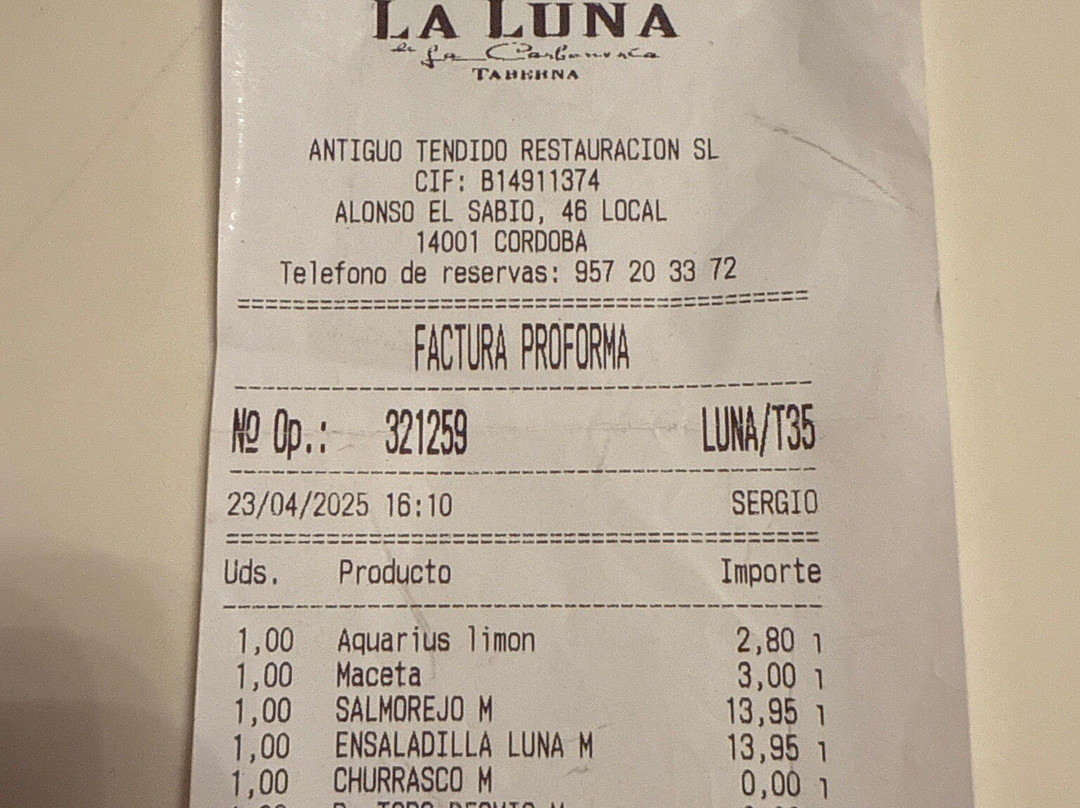 LA LUNA
de La Carbonería
TABERNA
ANTIGUO TENDIDO RESTAURACION SL
CIF: B14911374
ALONSO EL SABIO, 46 LOCAL
14001 CORDOBA
Telefono de reservas: 957 20 33 72
FACTURA PROFORMA
Nº Op.: 321259 LUNA/T35
23/04/2025 16:10 SERGIO
Uds. Producto Importe
1,00 Aquarius limon 2,80 1
1,00 Maceta 3,00 1
1,00 SALMOREJO M 13,95 1
1,00 ENSALADILLA LUNA M 13,95 1
1,00 CHURRASCO M 0,00 1